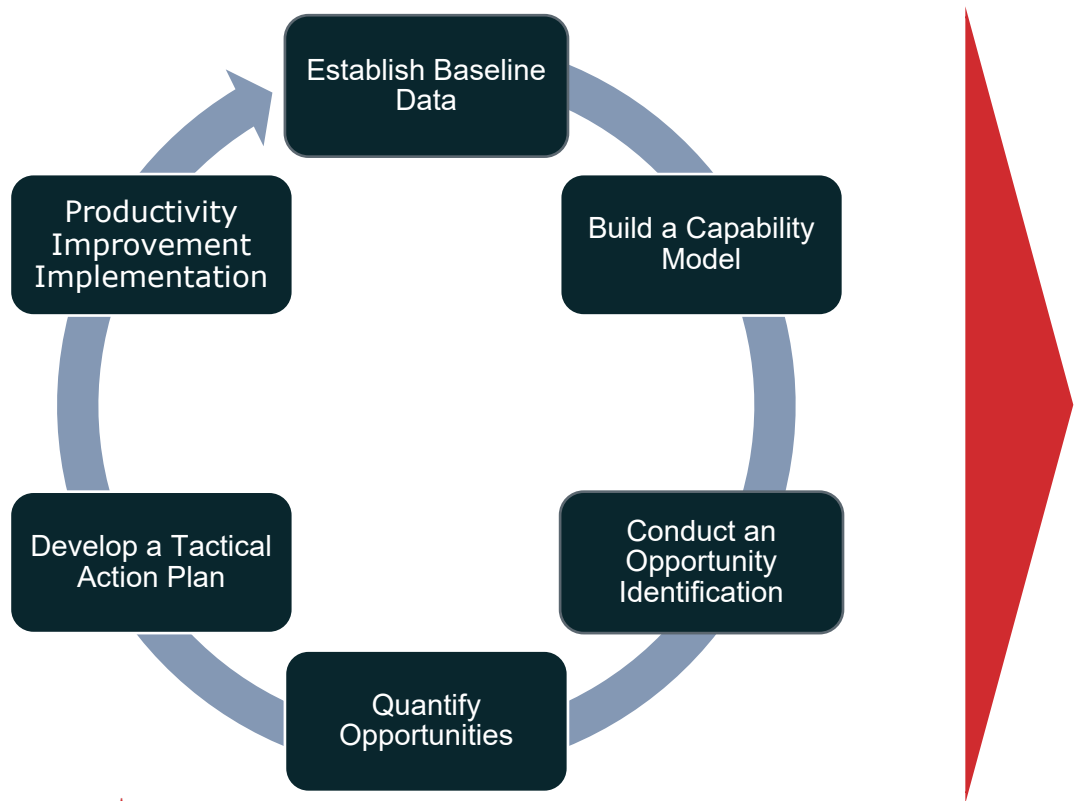 Establish Baseline
Data
Build a Capability
Model
Conduct an
Opportunity
Identification
Quantify
Opportunities
Develop a Tactical
Action Plan
Productivity
Improvement
Implementation